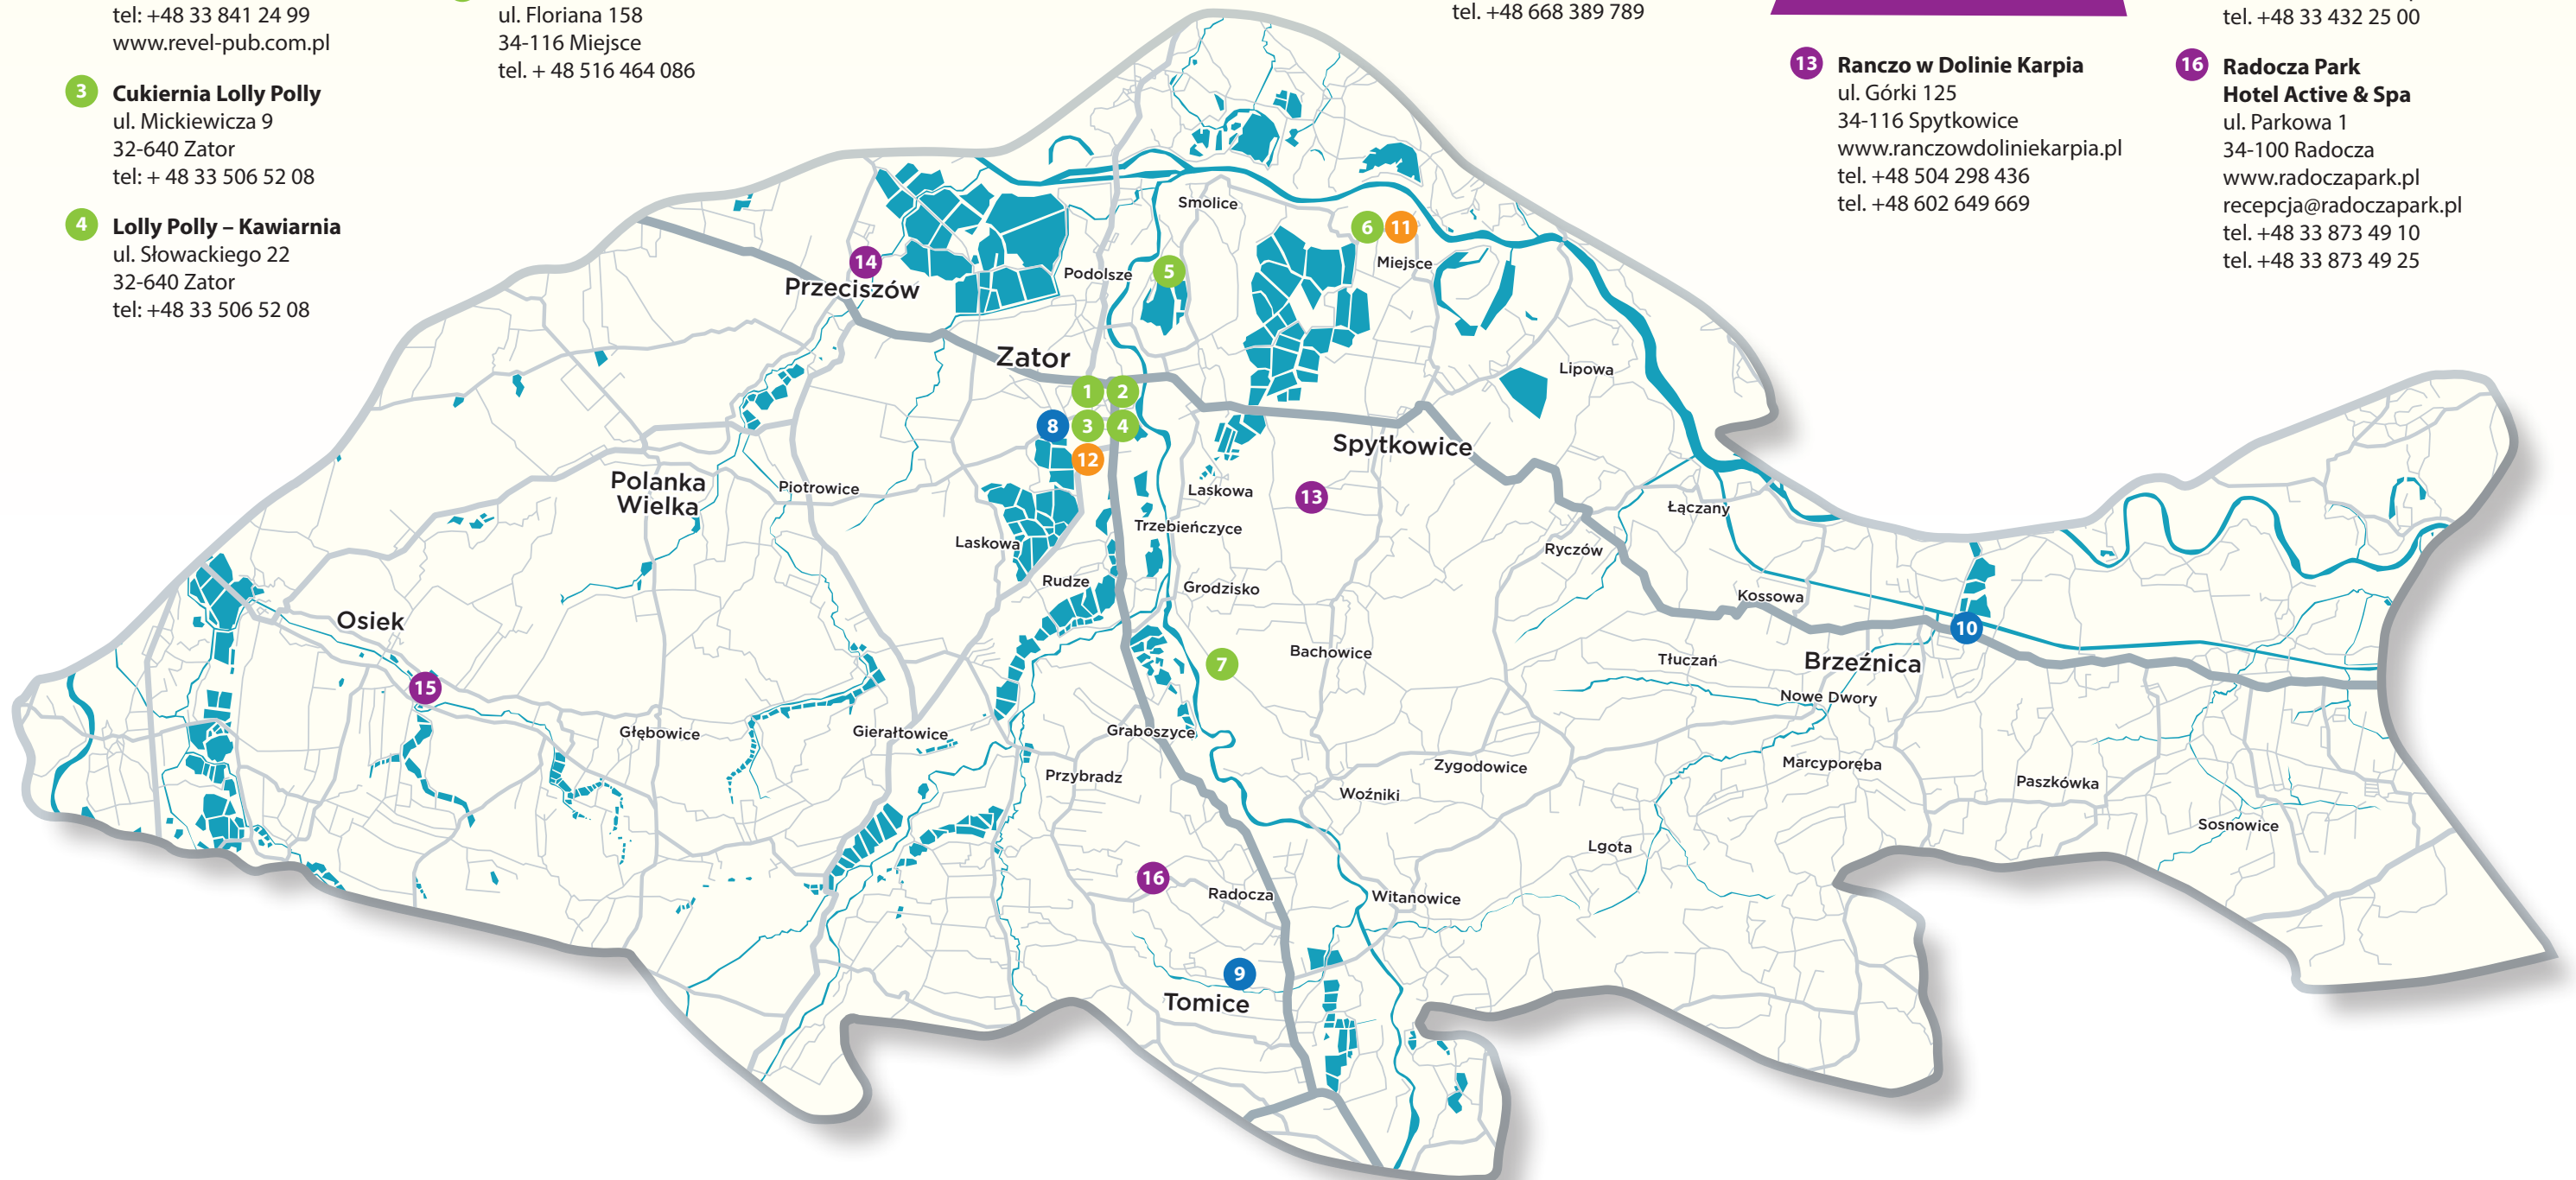 tel: +48 33 841 24 99
www.revel-pub.com.pl
3 Cukiernia Lolly Polly
ul. Mickiewicza 9
32-640 Zator
tel: + 48 33 506 52 08
4 Lolly Polly – Kawiarnia
ul. Słowackiego 22
32-640 Zator
tel: +48 33 506 52 08
ul. Floriana 158
34-116 Miejsce
tel. + 48 516 464 086
tel. +48 668 389 789
13 Ranczo w Dolinie Karpia
ul. Górki 125
34-116 Spytkowice
www.ranczowdoliniekarpia.pl
tel. +48 504 298 436
tel. +48 602 649 669
tel. +48 33 432 25 00
16 Radocza Park
Hotel Active & Spa
ul. Parkowa 1
34-100 Radocza
www.radoczapark.pl
recepcja@radoczapark.pl
tel. +48 33 873 49 10
tel. +48 33 873 49 25
Smolice
6 11
Miejsce
14
Przeciszów
Podolsze
5
Zator
Lipowa
1 2
8 3 4
12
Spytkowice
Polanka
Wielka
Piotrowice
Laskowa
13
Łączany
Trzebieńczyce
Laskowa
Ryczów
Rudze
Grodzisko
Kossowa
Osiek
10
Bachowice
7
Tłuczań
Brzeźnica
15
Nowe Dwory
Głębowice
Gierałtowice
Graboszyce
Przybradz
Zygodowice
Marcyporęba
Woźniki
Paszkówka
Sosnowice
Lgota
16
Radocza
Witanowice
9
Tomice